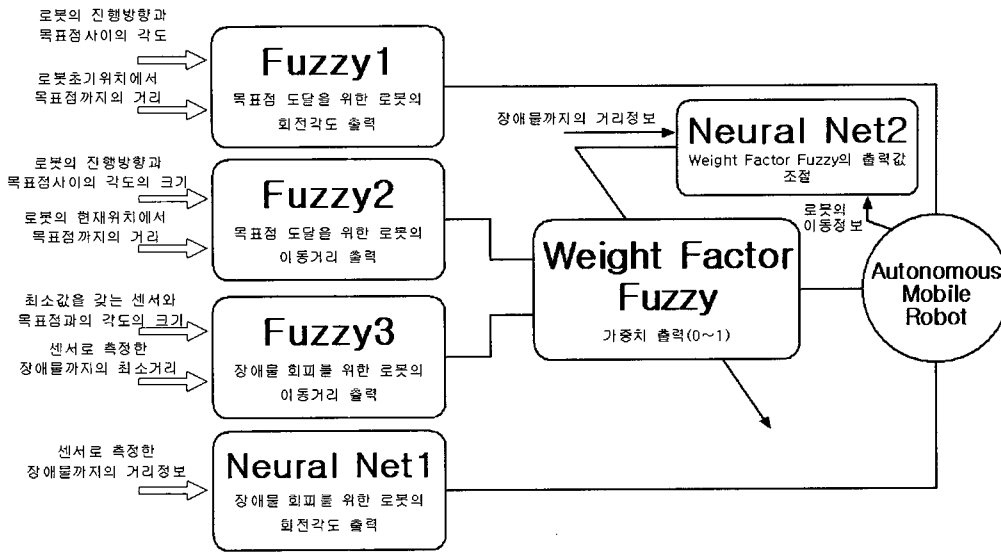 로봇의 진행방향과
목표점사이의 각도
로봇초기위치에서
목표점까지의 거리
Fuzzy1
목표점 도달을 위한 로봇의
회전각도 출력
로봇의 진행방향과
목표점사이의 각도의 크기
로봇의 현재위치에서
목표점까지의 거리
Fuzzy2
목표점 도달을 위한 로봇의
이동거리 출력
최소값을 갖는 센서와
목표점과의 각도의 크기
센서로 측정한
장애물까지의 최소거리
Fuzzy3
장애물 회피를 위한 로봇의
이동거리 출력
센서로 측정한
장애물까지의 거리정보
Neural Net1
장애물 회피를 위한 로봇의
회전각도 출력
장애물까지의 거리정보
Neural Net2
Weight Factor Fuzzy의 출력값
조절
로봇의
이동정보
Weight Factor
Fuzzy
가중치 출력(0~1)
Autonomous
Mobile
Robot